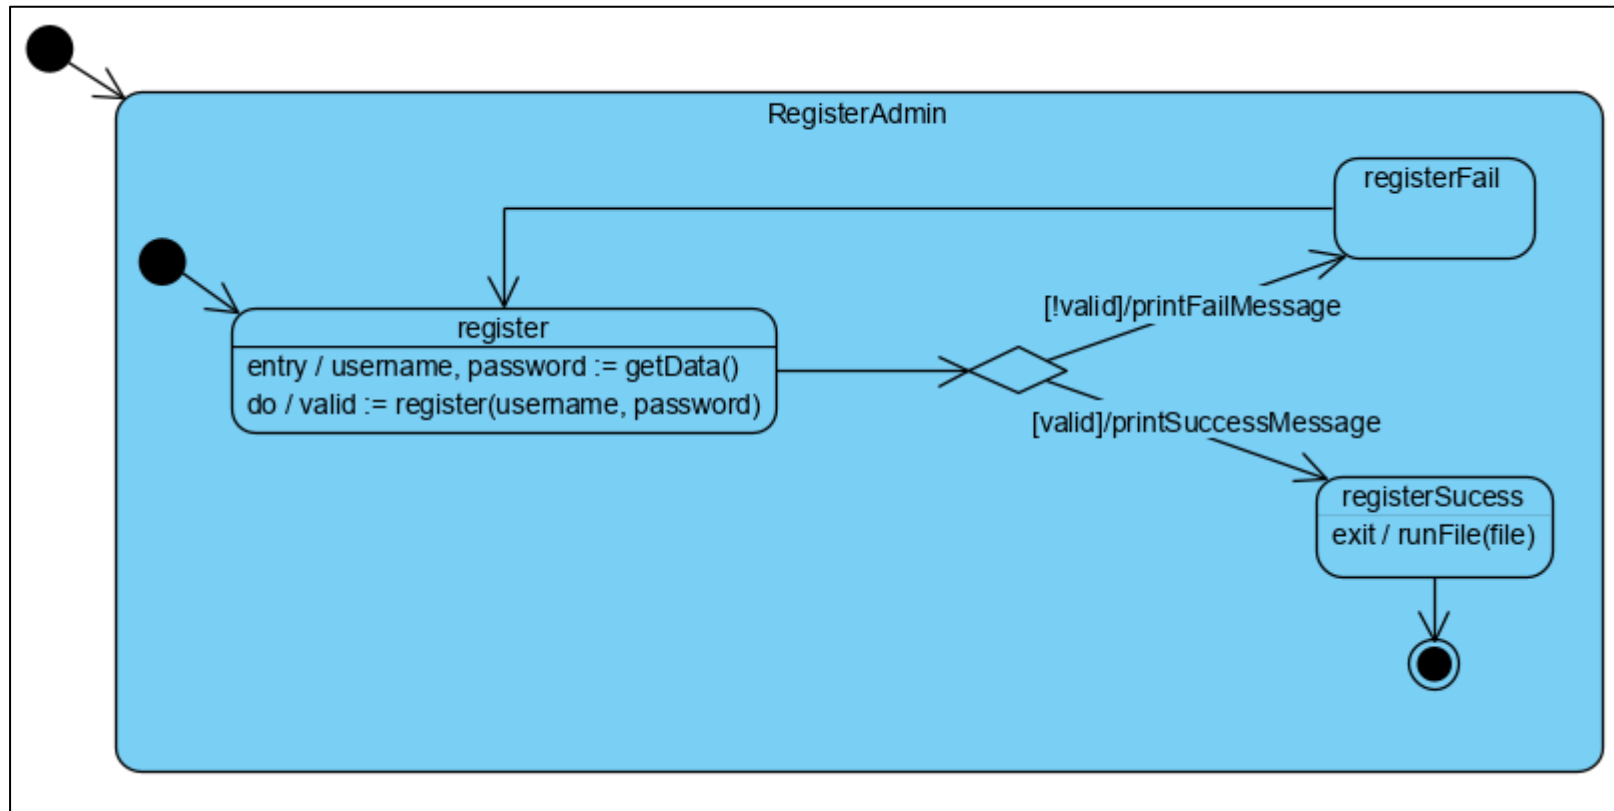 RegisterAdmin
registerFail
[!valid]/printFailMessage
register
entry / username, password := getData()
do / valid := register(username, password)
[valid]/printSuccessMessage
registerSucess
exit / runFile(file)